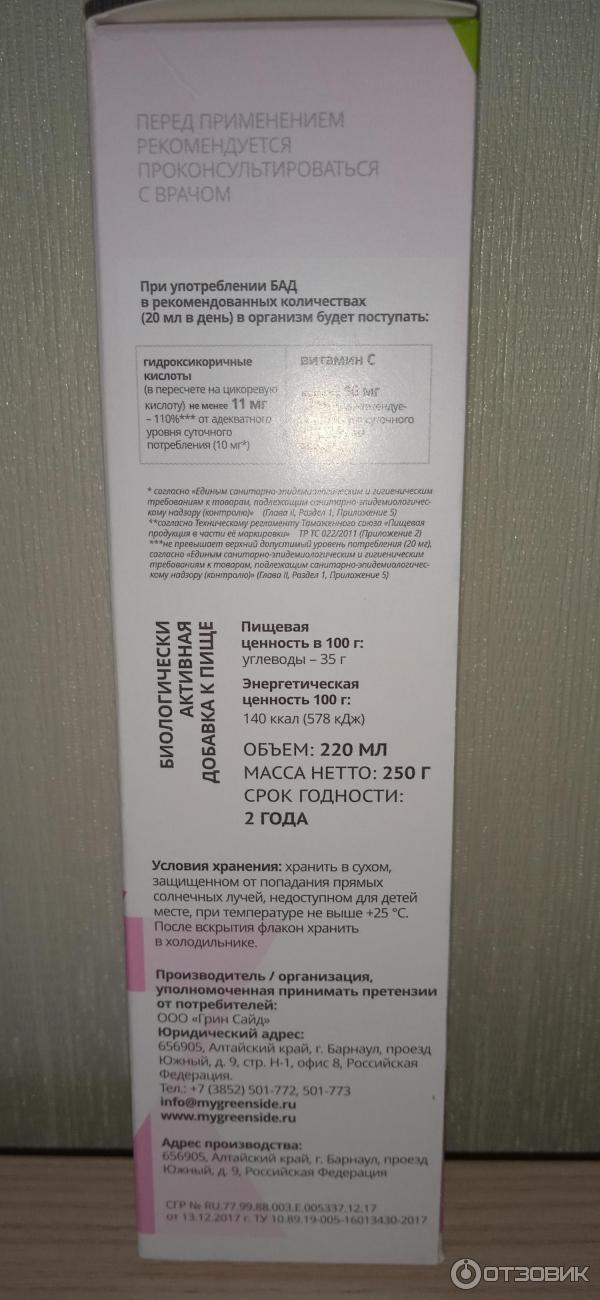 ПЕРЕД ПРИМЕНЕНИЕМ
РЕКОМЕНДУЕТСЯ
ПРОКОНСУЛЬТИРОВАТЬСЯ
С ВРАЧОМ
При употреблении БАД
в рекомендованных количествах
(20 мл в день) в организм будет поступать:
гидроксикоричные
кислоты
(в пересчете на цикоревую
кислоту) не менее 11 мг
– 110%*** от адекватного
уровня суточного
потребления (10 мг*)
витамин С
мг
* согласно «Единым санитарно-эпидемиологическим и гигиеническим
требованиям к товарам, подлежащим санитарно-эпидемиологичес-
кому надзору (контролю)» (Глава II, Раздел 1, Приложение 5)
**согласно Техническому регламенту Таможенного союза «Пищевая
продукция в части её маркировки» ТР ТС 022/2011 (Приложение 2)
***не превышает верхний допустимый уровень потребления (20 мг),
согласно «Единым санитарно-эпидемиологическим и гигиеническим
требованиям к товарам, подлежащим санитарно-эпидемиологичес-
кому надзору (контролю)» (Глава II, Раздел 1, Приложение 5)
БИОЛОГИЧЕСКИ
АКТИВНАЯ
ДОБАВКА К ПИЩЕ
Пищевая
ценность в 100 г:
углеводы – 35 г
Энергетическая
ценность 100 г:
140 ккал (578 кДж)
ОБЪЕМ: 220 МЛ
МАССА НЕТТО: 250 Г
СРОК ГОДНОСТИ:
2 ГОДА
Условия хранения: хранить в сухом,
защищенном от попадания прямых
солнечных лучей, недоступном для детей
месте, при температуре не выше +25 °С.
После вскрытия флакон хранить
в холодильнике.
Производитель / организация,
уполномоченная принимать претензии
от потребителей:
ООО «Грин Сайд»
Юридический адрес:
656905, Алтайский край, г. Барнаул, проезд
Южный, д. 9, стр. Н-1, офис 8, Российская
Федерация.
Тел.: +7 (3852) 501-772, 501-773
info@mygreenside.ru
www.mygreenside.ru
Адрес производства:
656905, Алтайский край, г. Барнаул, проезд
Южный, д. 9, Российская Федерация
СГР № RU.77.99.88.003.Е.005337.12.17
от 13.12.2017 г. ТУ 10.89.19-005-16013430-2017
ОТЗОВИК